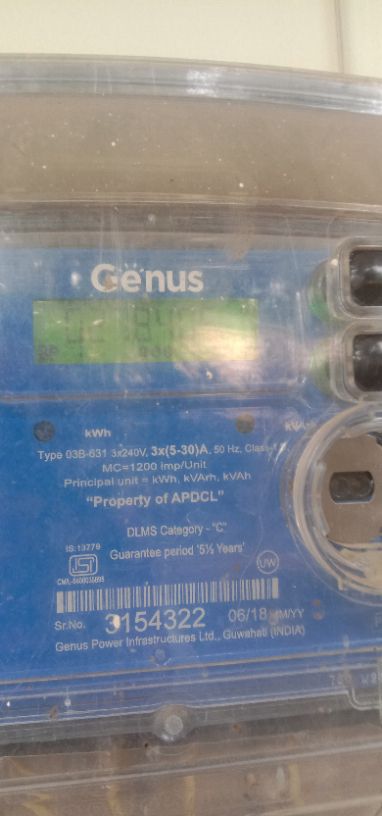 Genus
kWh
Type 03B-631 3x240V, 3x(5-30)A, 50 Hz, Class-1
MC=1200 Imp/Unit
Principal unit = kWh, kVArh, kVAh
"Property of APDCL"
DLMS Category - "C"
IS:13779
Guarantee period '5½ Years'
ISI
UW
Sr.No. 3154322 06/18 MM/YY
Genus Power Infrastructures Ltd., Guwahati (INDIA)